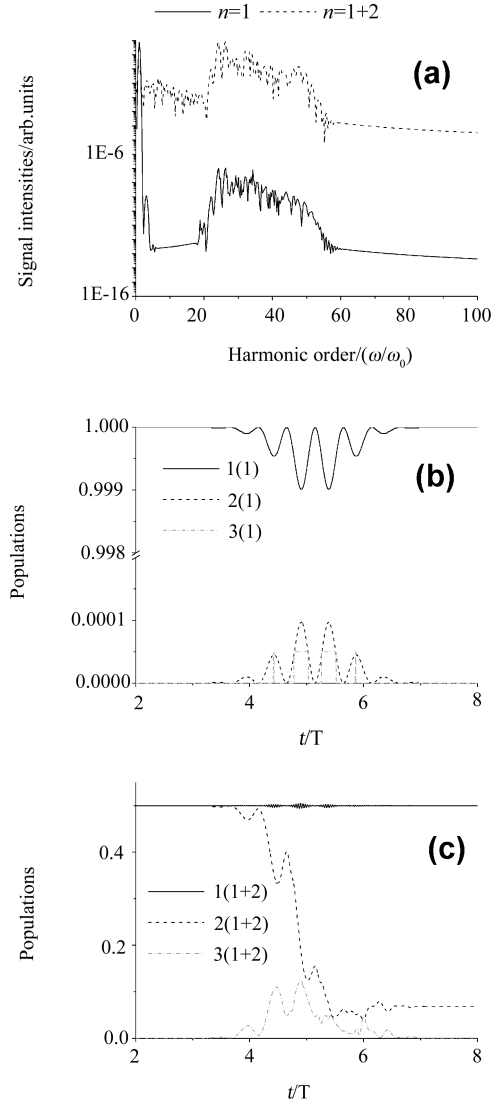 n=1 n=1+2
(a)
Signal intensities/arb.units
1E-6
1E-16
0 20 40 60 80 100
Harmonic order/(ω/ω0)
(b)
1.000
0.999
0.998
0.0001
0.0000
1(1)
2(1)
3(1)
Populations
2 4 6 8
t/T
(c)
0.4
0.2
0.0
1(1+2)
2(1+2)
3(1+2)
Populations
2 4 6 8
t/T